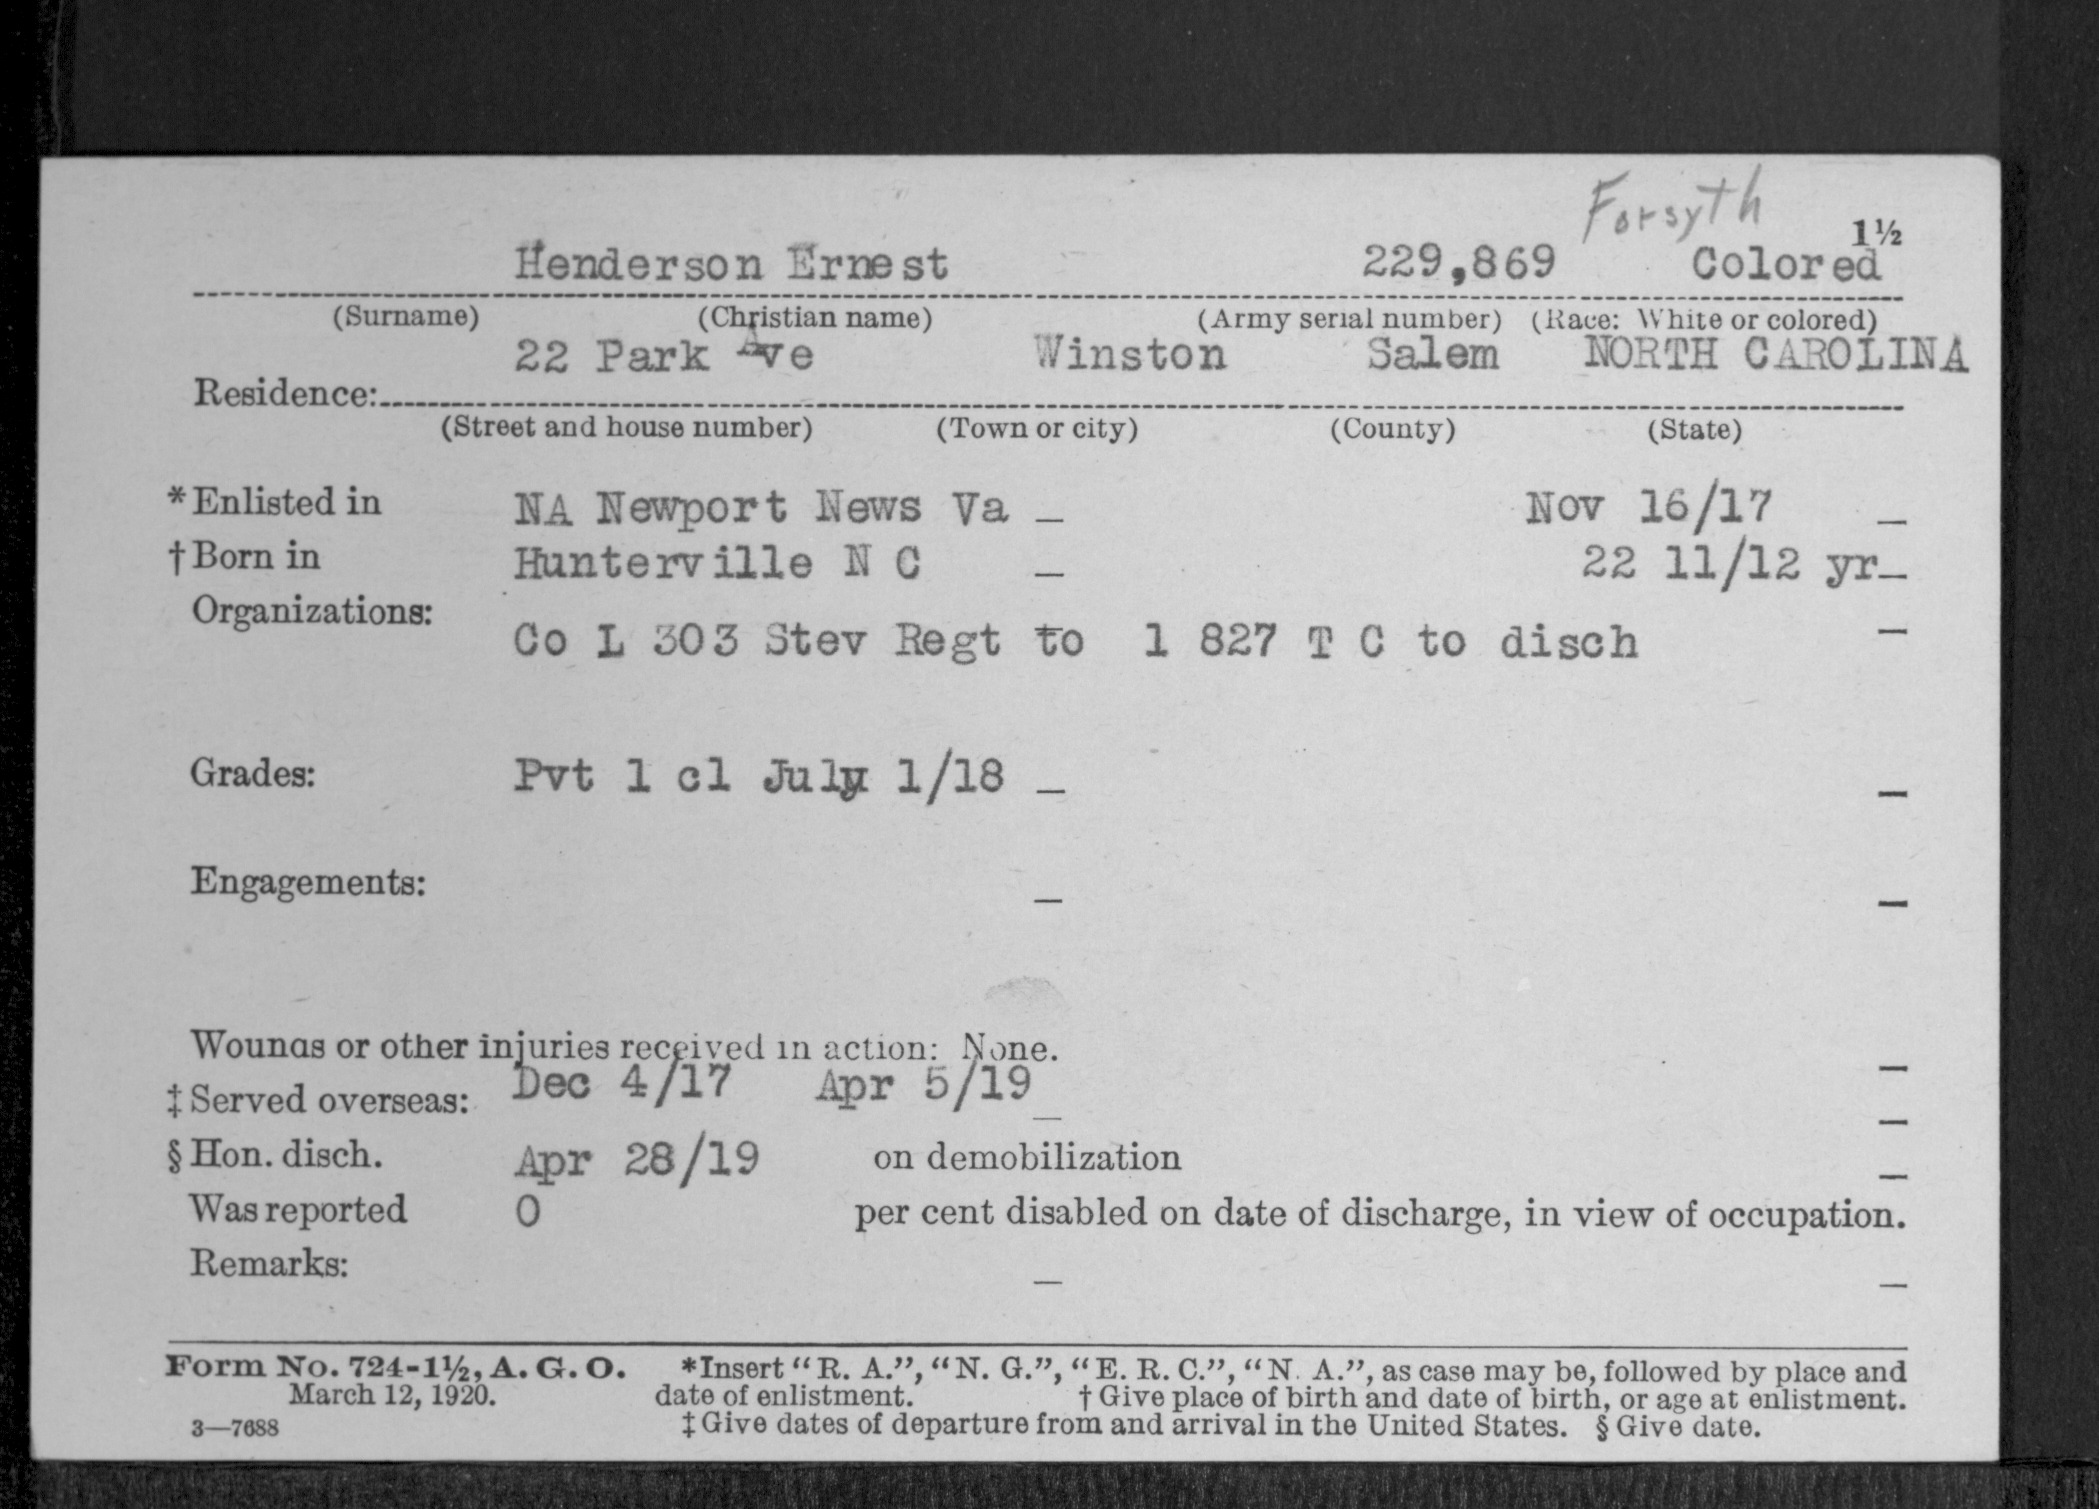 Forsyth
1½
Henderson Ernest 229,869 Colored
(Surname) (Christian name) (Army serial number) (Race: White or colored)
22 Park Ave Winston Salem NORTH CAROLINA
Residence:
(Street and house number) (Town or city) (County) (State)
*Enlisted in NA Newport News Va — Nov 16/17 —
†Born in Hunterville N C — 22 11/12 yr—
Organizations:
Co L 303 Stev Regt to 1 827 T C to disch —
Grades: Pvt 1 cl July 1/18 — —
Engagements: — —
Wounds or other injuries received in action: None. —
‡Served overseas: Dec 4/17 Apr 5/19 — —
§Hon. disch. Apr 28/19 on demobilization —
Was reported 0 per cent disabled on date of discharge, in view of occupation.
Remarks: — —
Form No. 724-1½, A. G. O. *Insert "R. A.", "N. G.", "E. R. C.", "N. A.", as case may be, followed by place and
March 12, 1920. date of enlistment. †Give place of birth and date of birth, or age at enlistment.
3—7688 ‡Give dates of departure from and arrival in the United States. §Give date.